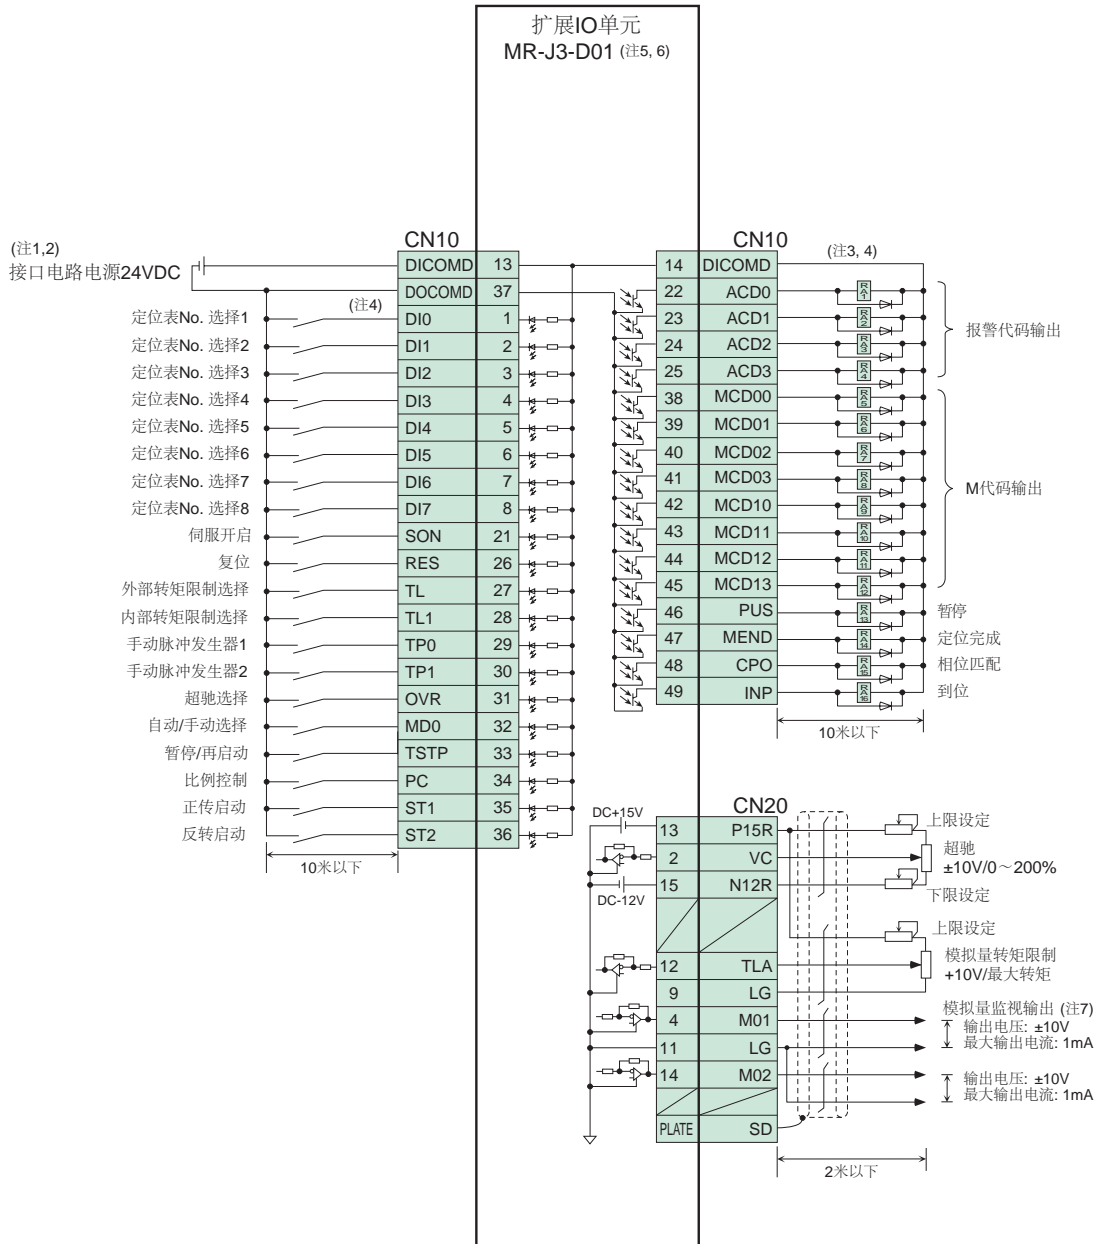 扩展IO单元
MR-J3-D01 (注5, 6)
CN10
(注1,2)
接口电路电源24VDC
DICOMD 13
DOCOMD 37
(注4)
定位表No. 选择1 DI0 1
定位表No. 选择2 DI1 2
定位表No. 选择3 DI2 3
定位表No. 选择4 DI3 4
定位表No. 选择5 DI4 5
定位表No. 选择6 DI5 6
定位表No. 选择7 DI6 7
定位表No. 选择8 DI7 8
伺服开启 SON 21
复位 RES 26
外部转矩限制选择 TL 27
内部转矩限制选择 TL1 28
手动脉冲发生器1 TP0 29
手动脉冲发生器2 TP1 30
超驰选择 OVR 31
自动/手动选择 MD0 32
暂停/再启动 TSTP 33
比例控制 PC 34
正传启动 ST1 35
反转启动 ST2 36
10米以下
CN10
(注3, 4)
14 DICOMD
22 ACD0 RA1
23 ACD1 RA2
24 ACD2 RA3
25 ACD3 RA4
报警代码输出
38 MCD00 RA5
39 MCD01 RA6
40 MCD02 RA7
41 MCD03 RA8
42 MCD10 RA9
43 MCD11 RA10
44 MCD12 RA11
45 MCD13 RA12
M代码输出
46 PUS RA13 暂停
47 MEND RA14 定位完成
48 CPO RA15 相位匹配
49 INP RA16 到位
10米以下
CN20
DC+15V
13 P15R 上限设定
2 VC 超驰
±10V/0～200%
15 N12R
DC-12V
下限设定
上限设定
12 TLA 模拟量转矩限制
+10V/最大转矩
9 LG
4 M01 模拟量监视输出 (注7)
输出电压: ±10V
最大输出电流: 1mA
11 LG
14 M02 输出电压: ±10V
最大输出电流: 1mA
PLATE SD
2米以下